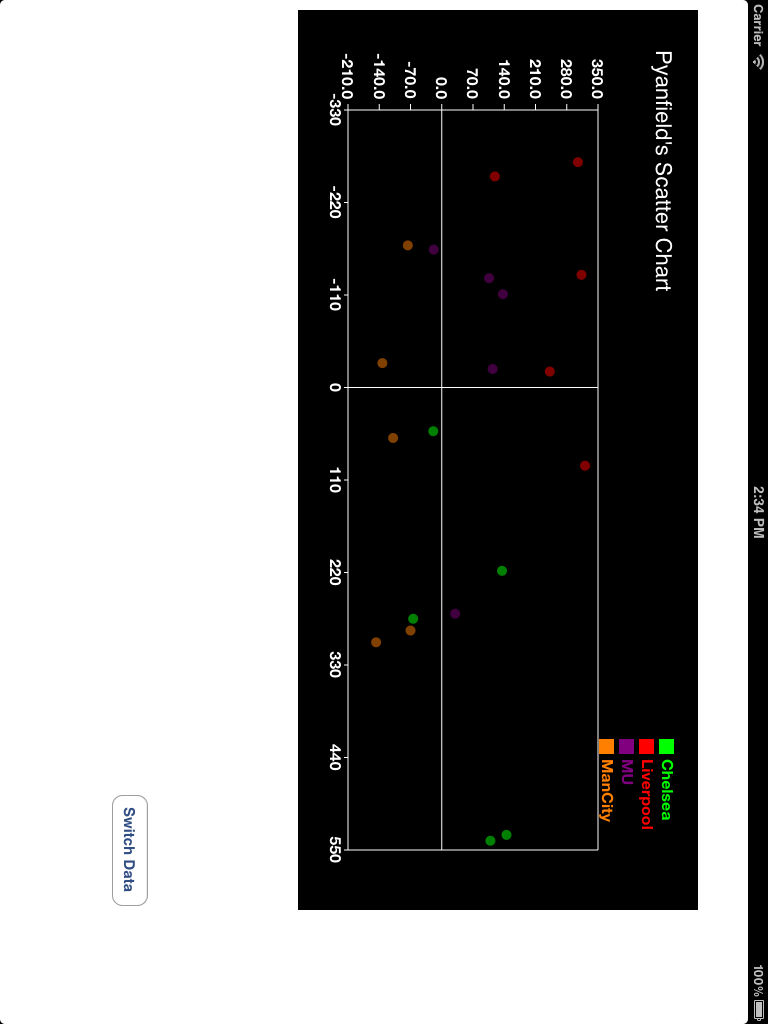 Carrier
2:34 PM
100%
Pyanfield's Scatter Chart
Chelsea
Liverpool
MU
ManCity
350.0
280.0
210.0
140.0
70.0
0.0
-70.0
-140.0
-210.0
-330 -220 -110 0 110 220 330 440 550
Switch Data